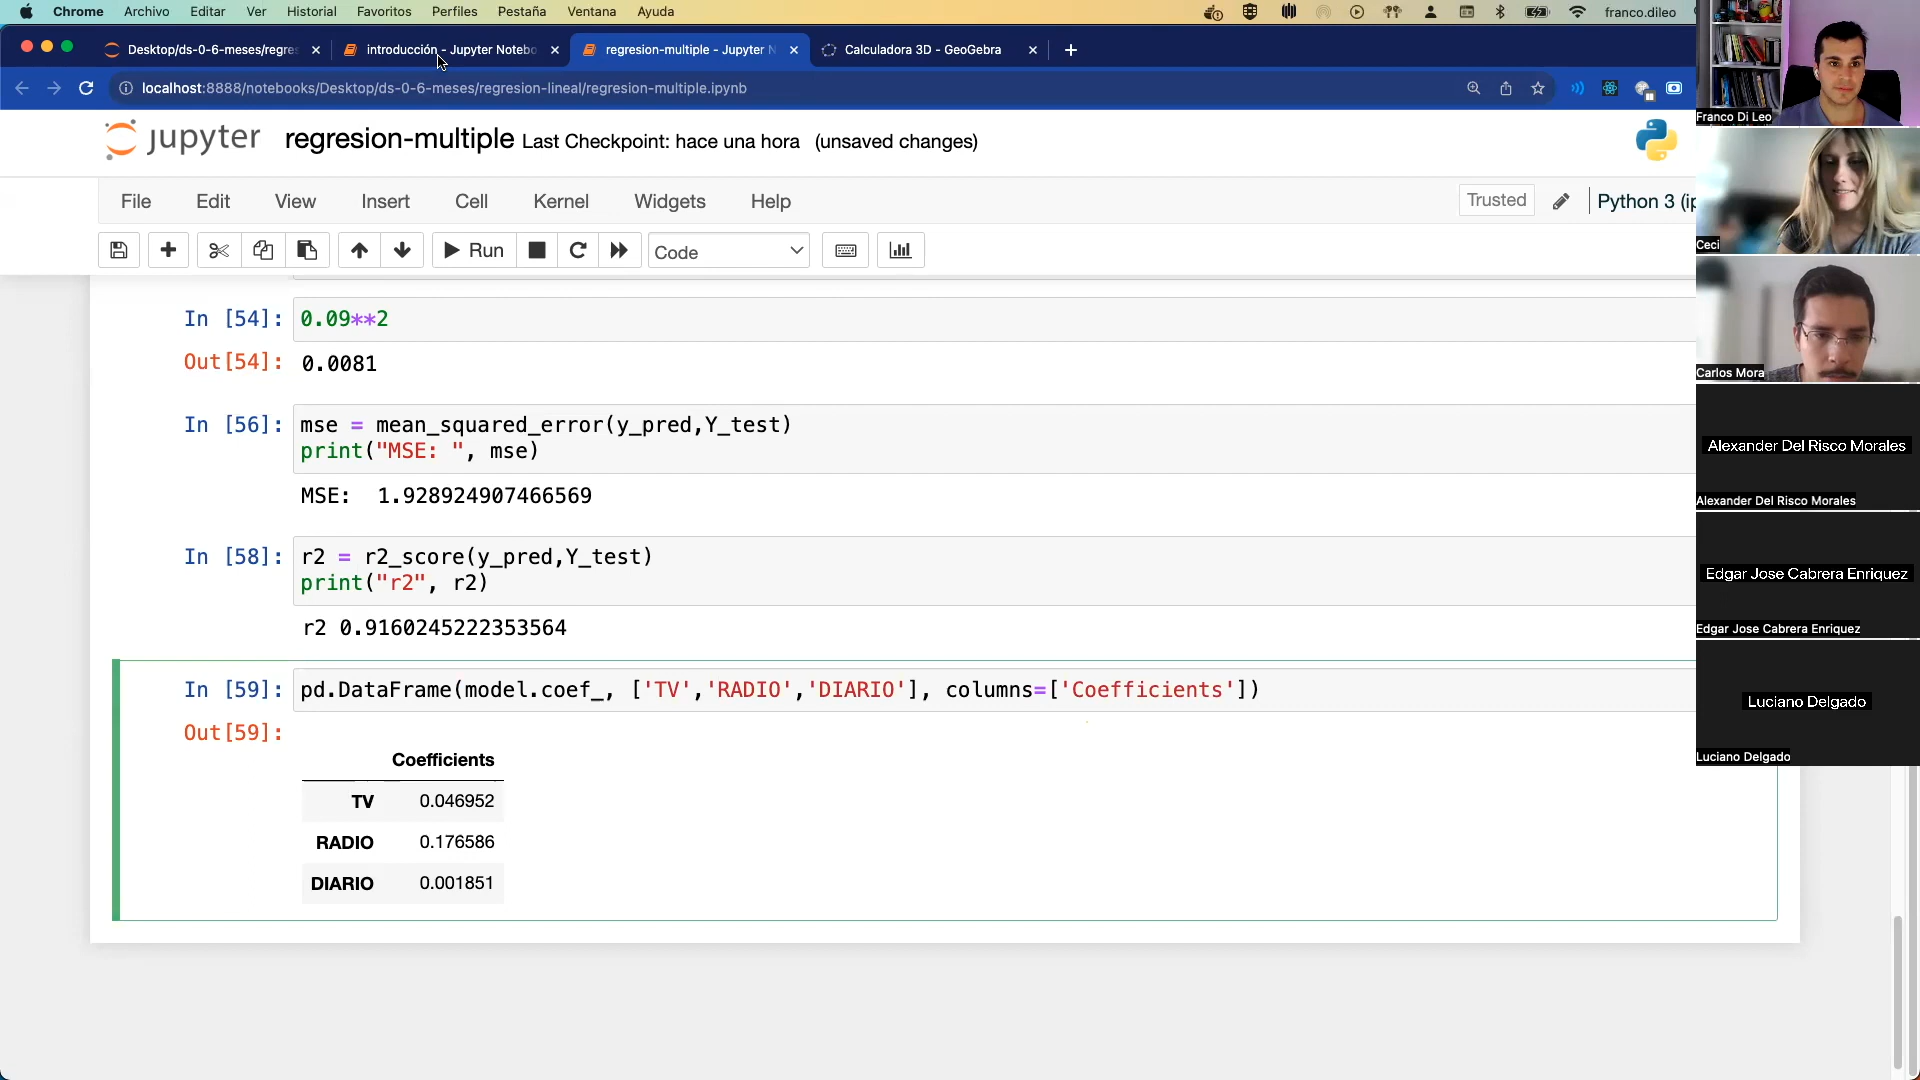 Chrome Archivo Editar Ver Historial Favoritos Perfiles Pestaña Ventana Ayuda franco.dileo
Desktop/ds-0-6-meses/regres introducción - Jupyter Notebo regresion-multiple - Jupyter N Calculadora 3D - GeoGebra
localhost:8888/notebooks/Desktop/ds-0-6-meses/regresion-lineal/regresion-multiple.ipynb
jupyter regresion-multiple Last Checkpoint: hace una hora (unsaved changes)
File Edit View Insert Cell Kernel Widgets Help Trusted Python 3 (ip
Run Code
In [54]: 0.09**2
Out[54]: 0.0081
In [56]: mse = mean_squared_error(y_pred,Y_test)
print("MSE: ", mse)
MSE:  1.928924907466569
In [58]: r2 = r2_score(y_pred,Y_test)
print("r2", r2)
r2 0.9160245222353564
In [59]: pd.DataFrame(model.coef_, ['TV','RADIO','DIARIO'], columns=['Coefficients'])
Out[59]:
Coefficients
TV 0.046952
RADIO 0.176586
DIARIO 0.001851
Franco Di Leo
Ceci
Carlos Mora
Alexander Del Risco Morales
Alexander Del Risco Morales
Edgar Jose Cabrera Enriquez
Edgar Jose Cabrera Enriquez
Luciano Delgado
Luciano Delgado